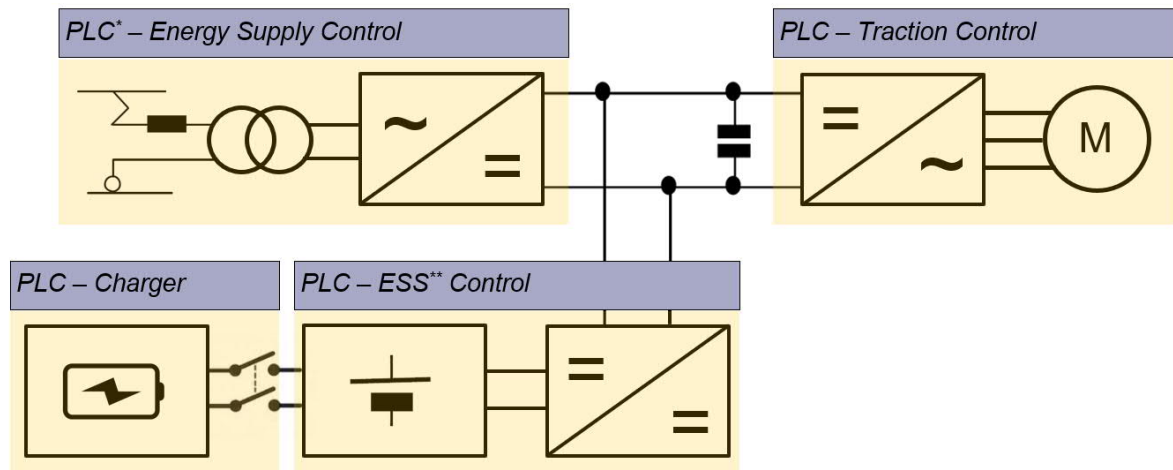 PLC* – Energy Supply Control
PLC – Traction Control
~
=
=
~
M
PLC – Charger
PLC – ESS** Control
=
=